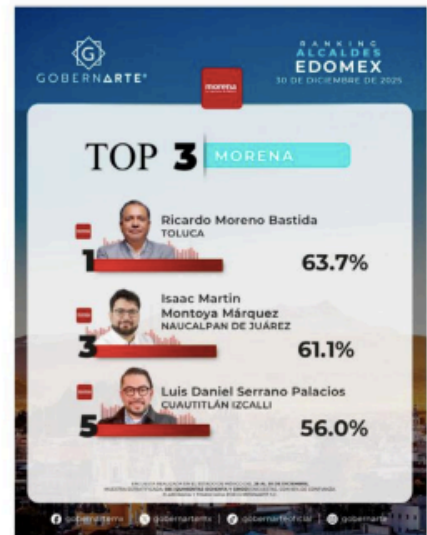 G
GOBERNARTE®
RANKING
ALCALDES
EDOMEX
30 DE DICIEMBRE DE 2025
morena
TOP 3 MORENA
Ricardo Moreno Bastida
TOLUCA
1
63.7%
Isaac Martin
Montoya Márquez
NAUCALPAN DE JUÁREZ
3
61.1%
Luis Daniel Serrano Palacios
CUAUTITLÁN IZCALLI
5
56.0%
gobernarteoficial
gobernarte